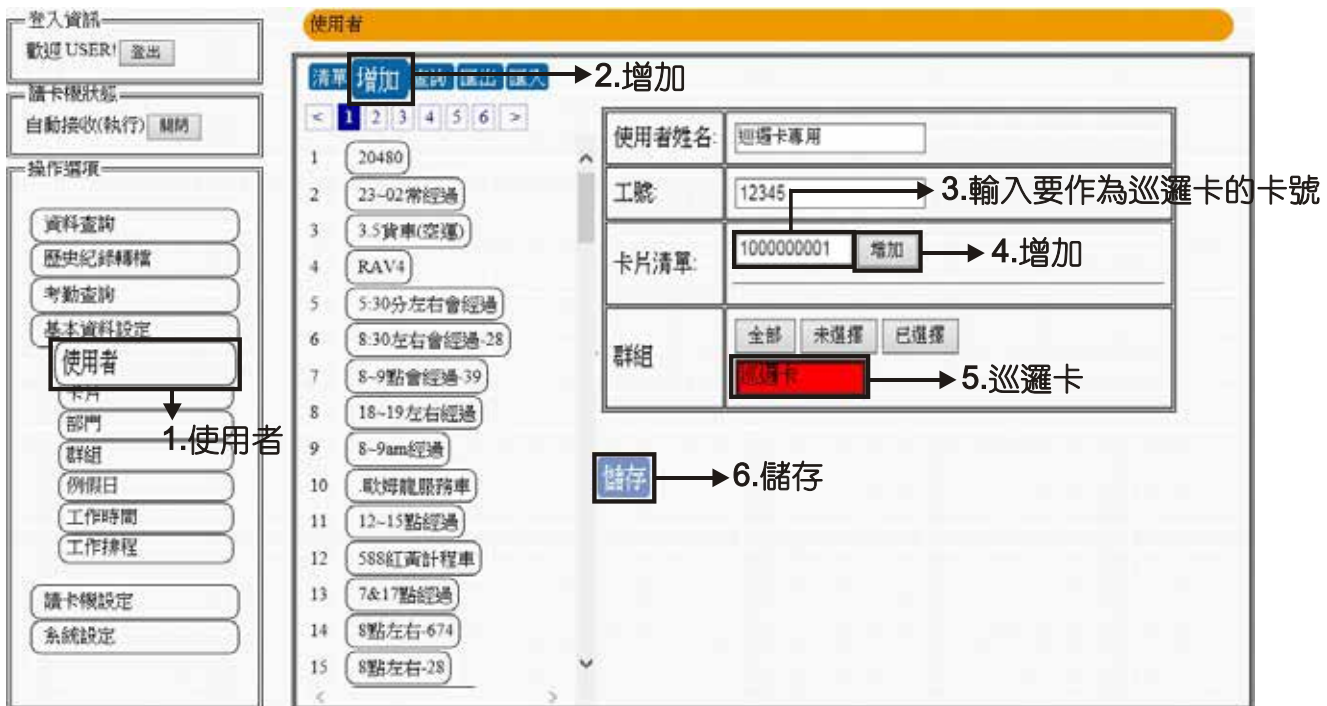 登入資訊
歡迎 USER! 登出
讀卡機狀態
自動接收(執行) 關閉
操作選項
資料查詢
歷史紀錄轉檔
考勤查詢
基本資料設定
使用者
卡片
1.使用者
部門
群組
例假日
工作時間
工作排程
讀卡機設定
系統設定
使用者
清單 增加 查詢 匯出 匯入
2.增加
< 1 2 3 4 5 6 >
1 20480
2 23~02常經過
3 3.5貨車(空運)
4 RAV4
5 5:30分左右會經過
6 8:30左右會經過-28
7 8~9點會經過-39
8 18~19左右經過
9 8~9am經過
10 .歐姆龍服務車
11 12~15點經過
12 588紅黃計程車
13 7&17點經過
14 8點左右-674
15 8點左右-28
< >
使用者姓名: 巡邏卡專用
工號: 12345
3.輸入要作為巡邏卡的卡號
卡片清單: 1000000001 增加
4.增加
群組 全部 未選擇 已選擇
巡邏卡
5.巡邏卡
儲存
6.儲存